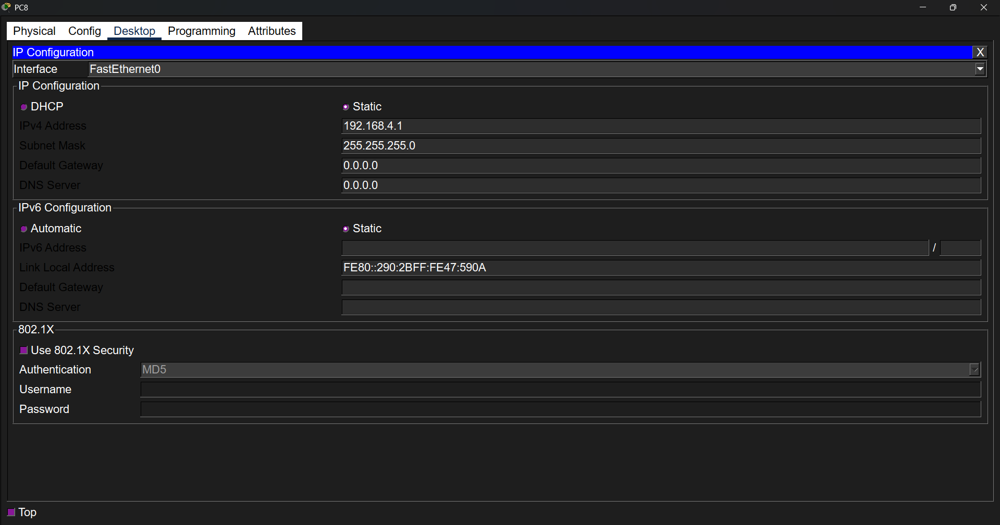 PC8
Physical Config Desktop Programming Attributes
IP Configuration X
Interface FastEthernet0
IP Configuration
DHCP Static
IPv4 Address 192.168.4.1
Subnet Mask 255.255.255.0
Default Gateway 0.0.0.0
DNS Server 0.0.0.0
IPv6 Configuration
Automatic Static
IPv6 Address /
Link Local Address FE80::290:2BFF:FE47:590A
Default Gateway
DNS Server
802.1X
Use 802.1X Security
Authentication MD5
Username
Password
Top